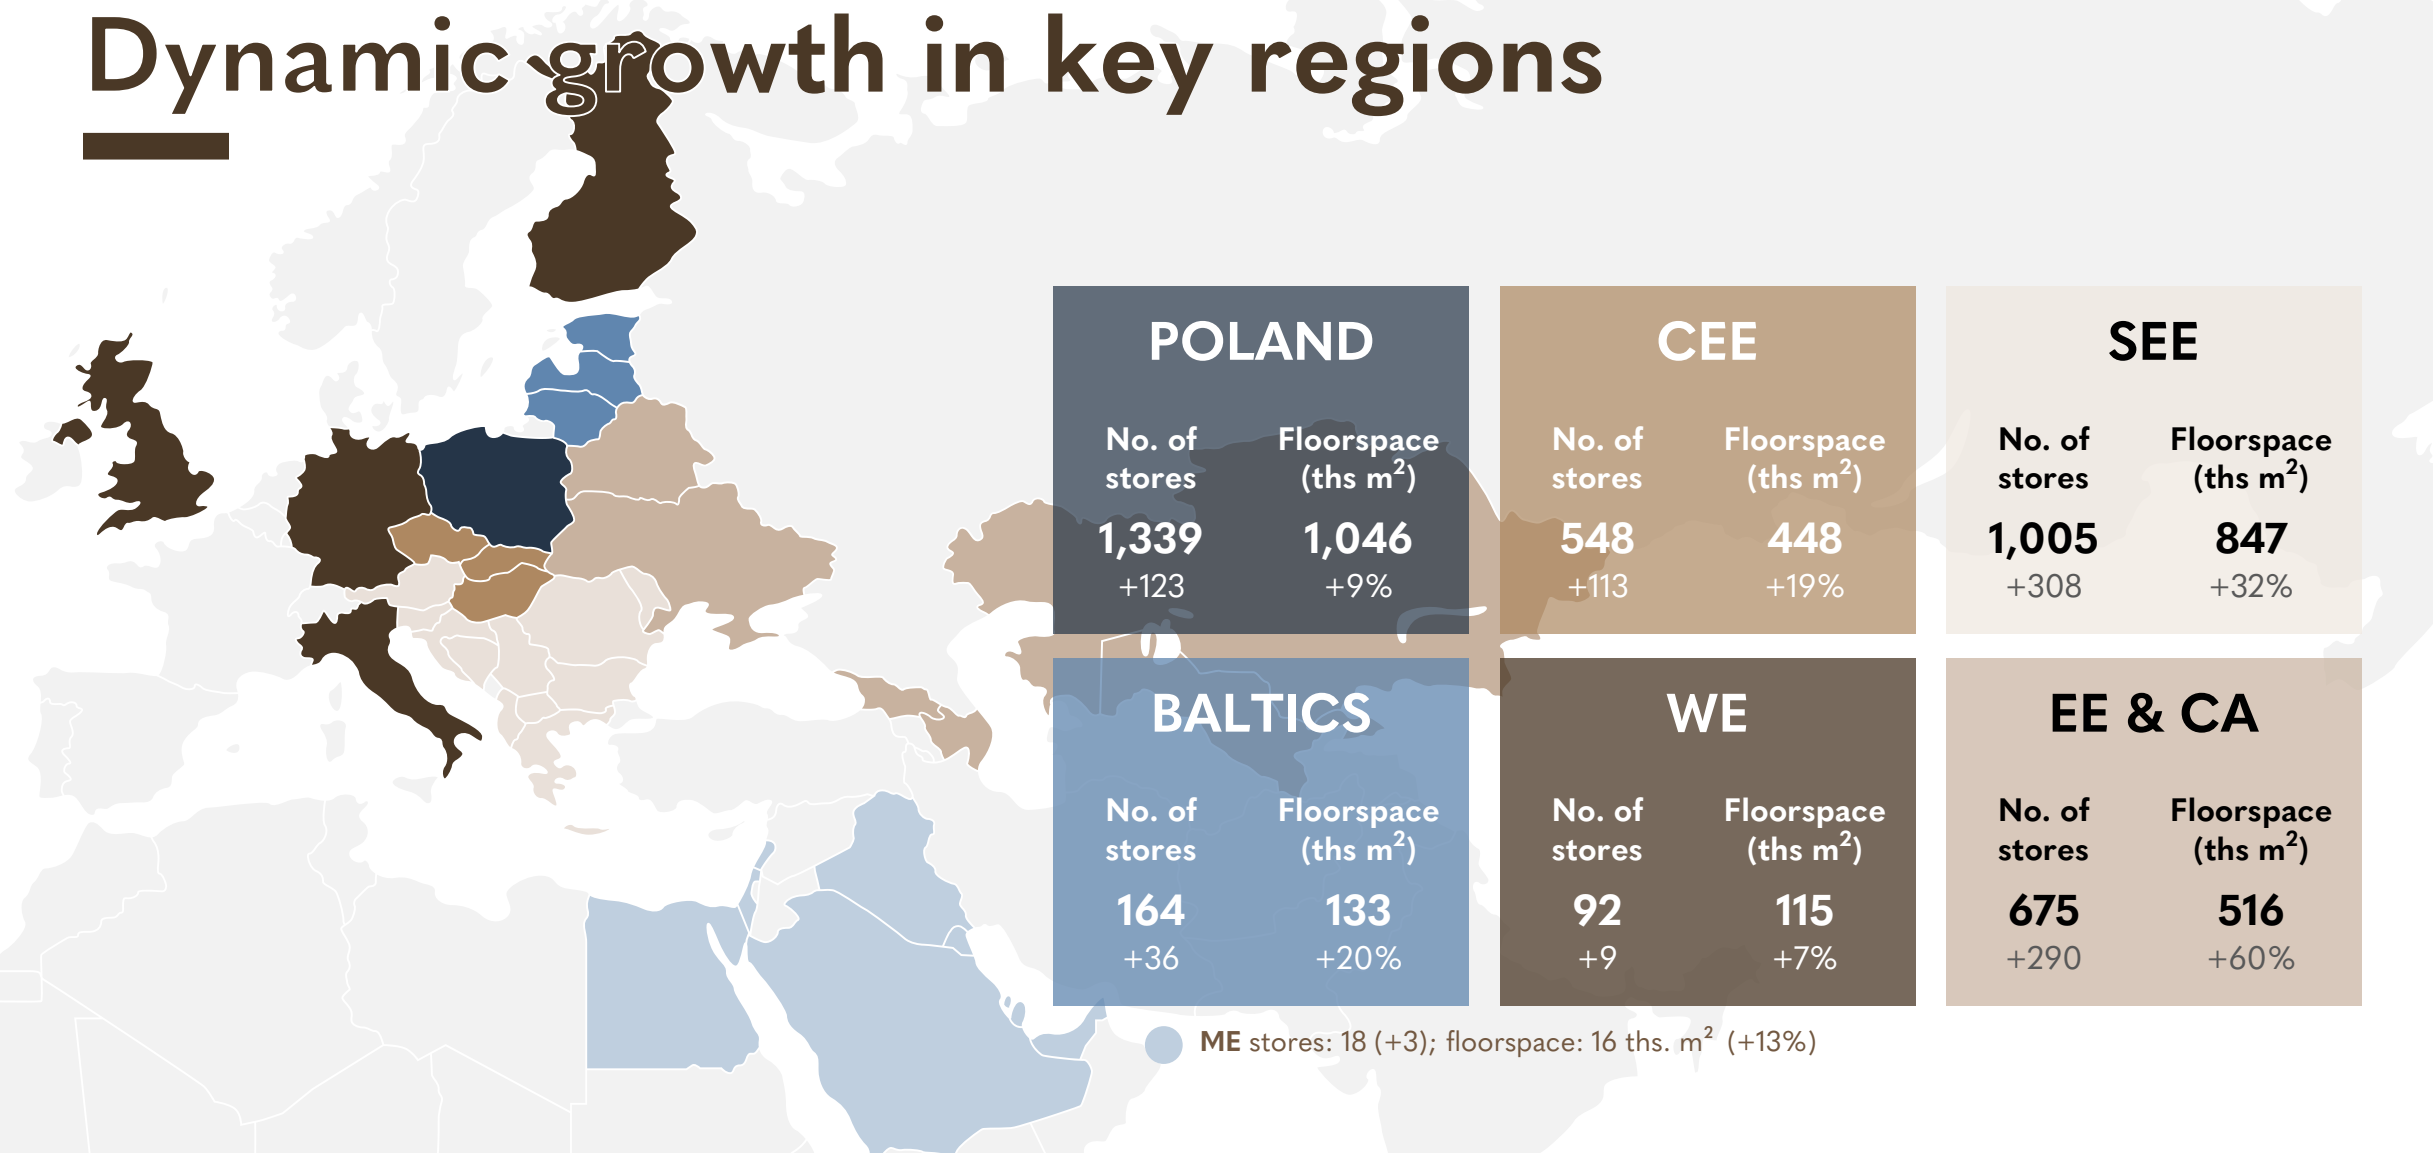 Dynamic growth in key regions
POLAND
No. of stores
Floorspace (ths m²)
1,339
1,046
+123
+9%
CEE
No. of stores
Floorspace (ths m²)
548
448
+113
+19%
SEE
No. of stores
Floorspace (ths m²)
1,005
847
+308
+32%
BALTICS
No. of stores
Floorspace (ths m²)
164
133
+36
+20%
WE
No. of stores
Floorspace (ths m²)
92
115
+9
+7%
EE & CA
No. of stores
Floorspace (ths m²)
675
516
+290
+60%
ME stores: 18 (+3); floorspace: 16 ths. m² (+13%)